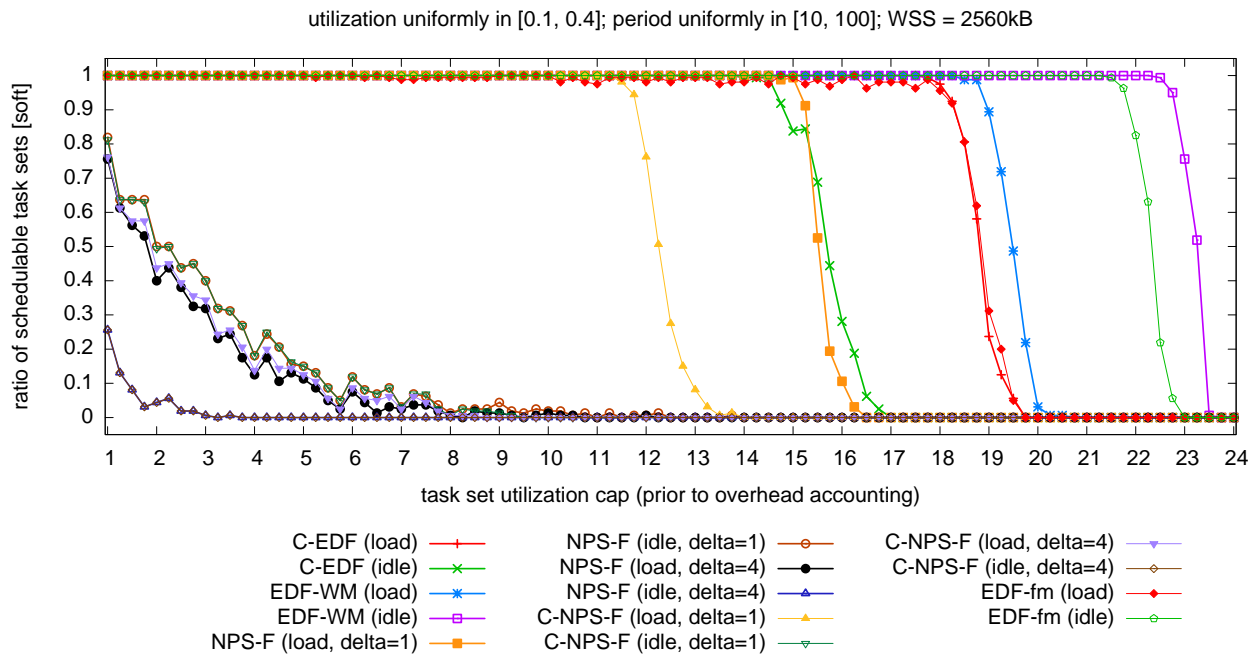 utilization uniformly in [0.1, 0.4]; period uniformly in [10, 100]; WSS = 2560kB
ratio of schedulable task sets [soft]
1
0.9
0.8
0.7
0.6
0.5
0.4
0.3
0.2
0.1
0
1 2 3 4 5 6 7 8 9 10 11 12 13 14 15 16 17 18 19 20 21 22 23 24
task set utilization cap (prior to overhead accounting)
C-EDF (load)
C-EDF (idle)
EDF-WM (load)
EDF-WM (idle)
NPS-F (load, delta=1)
NPS-F (idle, delta=1)
NPS-F (load, delta=4)
NPS-F (idle, delta=4)
C-NPS-F (load, delta=1)
C-NPS-F (idle, delta=1)
C-NPS-F (load, delta=4)
C-NPS-F (idle, delta=4)
EDF-fm (load)
EDF-fm (idle)